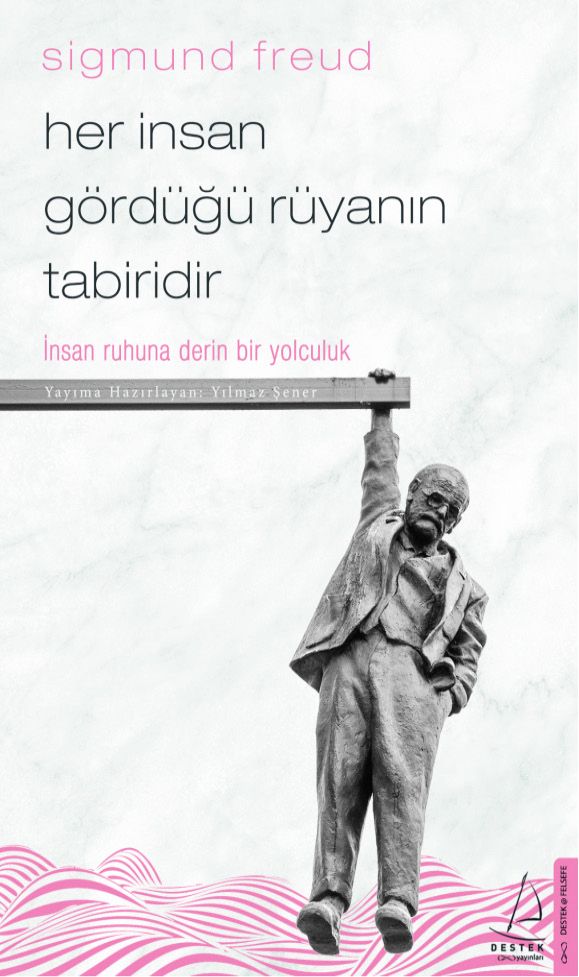 sigmund freud
her insan
gördüğü rüyanın
tabiridir
İnsan ruhuna derin bir yolculuk
Yayıma Hazırlayan: Yılmaz Şener
DESTEK
yayınları
DESTEK @ FELSEFE